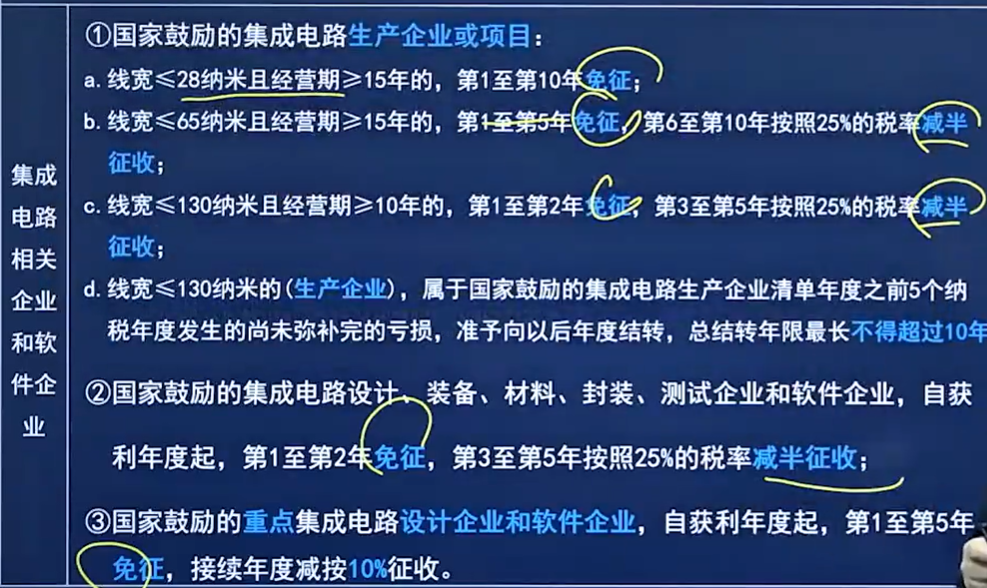 ①国家鼓励的集成电路生产企业或项目：
a. 线宽≤28纳米且经营期≥15年的，第1至第10年免征；
b. 线宽≤65纳米且经营期≥15年的，第1至第5年免征，第6至第10年按照25%的税率减半
征收；
c. 线宽≤130纳米且经营期≥10年的，第1至第2年免征，第3至第5年按照25%的税率减半
征收；
d. 线宽≤130纳米的(生产企业)，属于国家鼓励的集成电路生产企业清单年度之前5个纳
税年度发生的尚未弥补完的亏损，准予向以后年度结转，总结转年限最长不得超过10年
②国家鼓励的集成电路设计、装备、材料、封装、测试企业和软件企业，自获
利年度起，第1至第2年免征，第3至第5年按照25%的税率减半征收；
③国家鼓励的重点集成电路设计企业和软件企业，自获利年度起，第1至第5年
免征，接续年度减按10%征收。
集成
电路
相关
企业
和软
件企
业